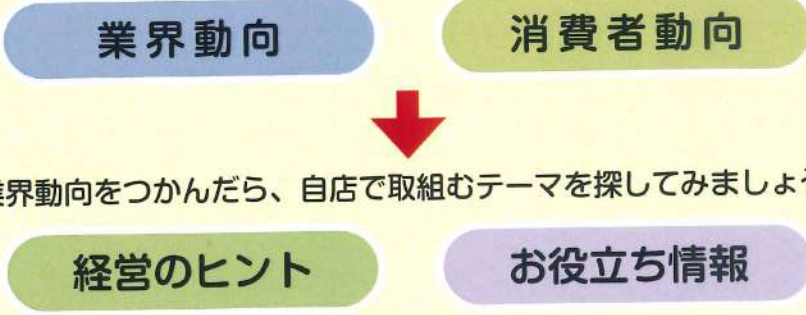 業界動向
消費者動向
業界動向をつかんだら、自店で取組むテーマを探してみましょう
経営のヒント
お役立ち情報